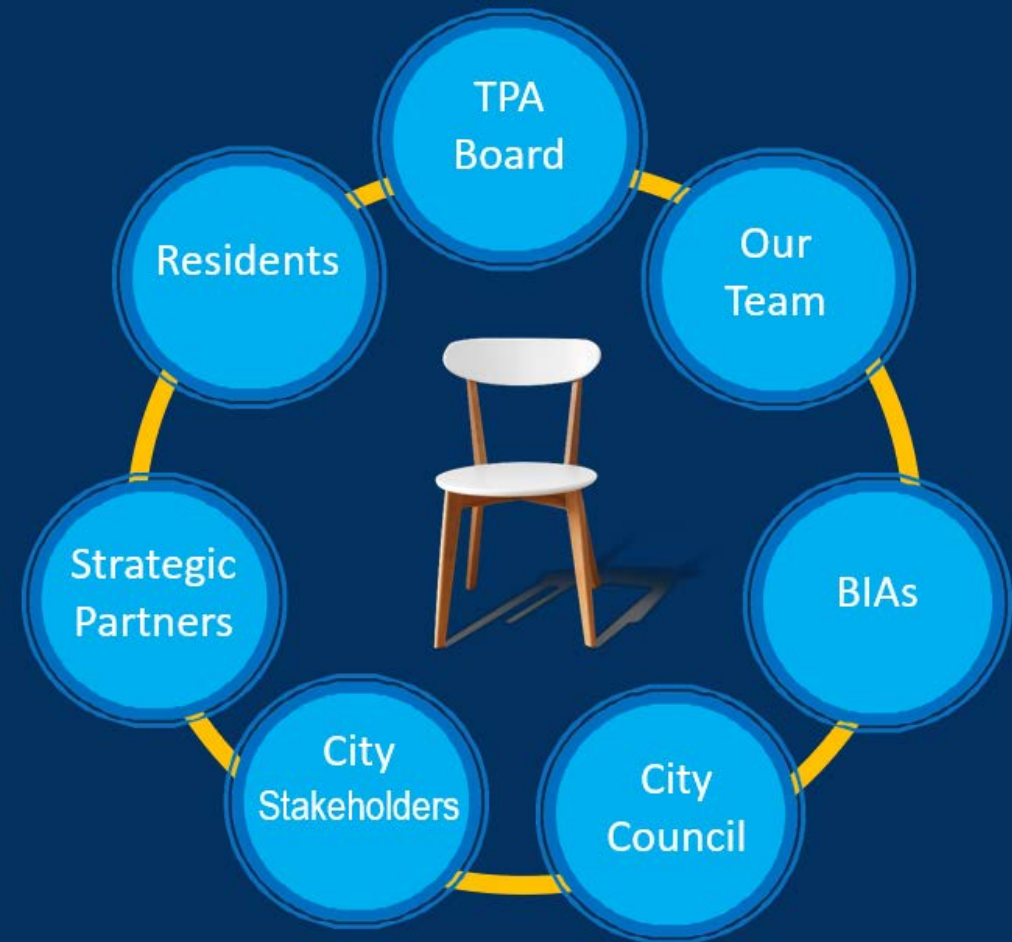 TPA
Board
Our
Team
BIAs
City
Council
City
Stakeholders
Strategic
Partners
Residents